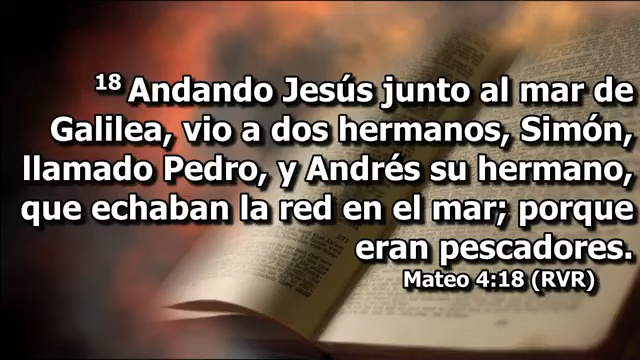 18 Andando Jesús junto al mar de
Galilea, vio a dos hermanos, Simón,
llamado Pedro, y Andrés su hermano,
que echaban la red en el mar; porque
eran pescadores.
Mateo 4:18 (RVR)